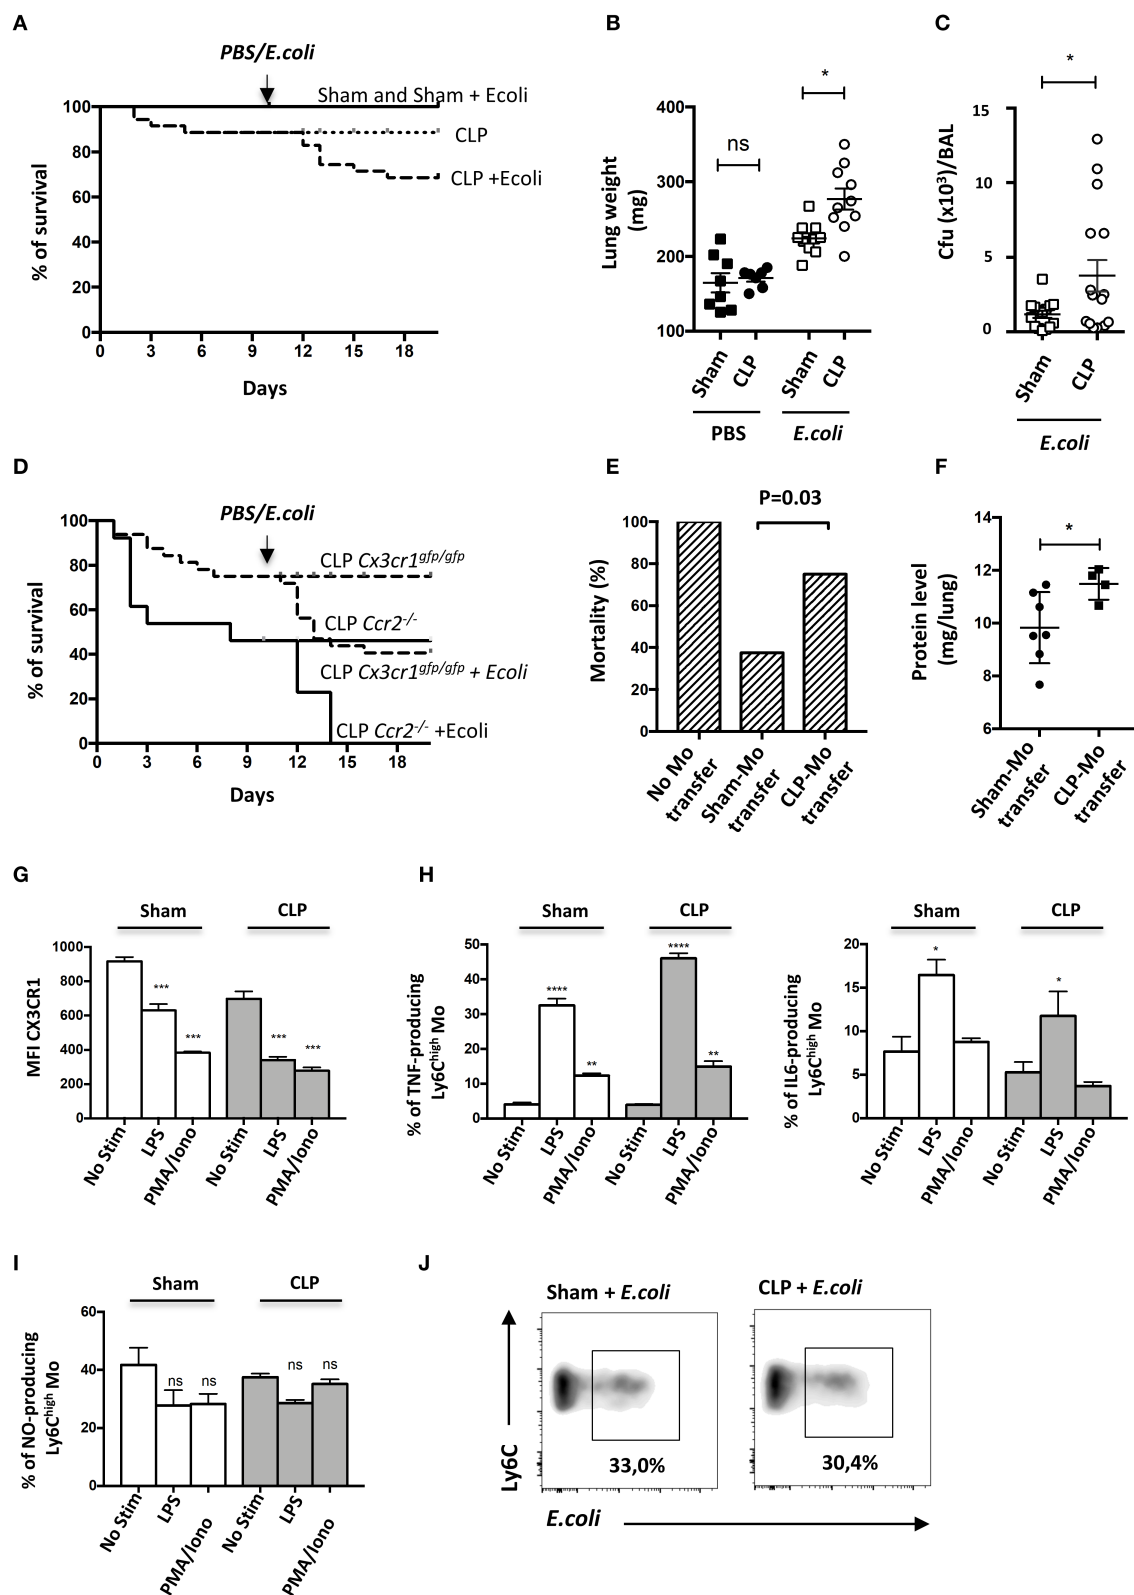 A
PBS/E.coli
Sham and Sham + Ecoli
CLP
CLP +Ecoli
% of survival
100
80
60
40
20
0
0 3 6 9 12 15 18
Days
B
*
ns
Lung weight
(mg)
400
300
200
100
Sham
CLP
Sham
CLP
PBS
E.coli
C
*
Cfu (x10³)/BAL
15
10
5
0
Sham
CLP
E.coli
D
PBS/E.coli
CLP Cx3cr1gfp/gfp
CLP Ccr2-/-
CLP Cx3cr1gfp/gfp + Ecoli
CLP Ccr2-/- +Ecoli
% of survival
100
80
60
40
20
0
0 3 6 9 12 15 18
Days
E
P=0.03
Mortality (%)
100
80
60
40
20
0
No Mo
transfer
Sham-Mo
transfer
CLP-Mo
transfer
F
*
Protein level
(mg/lung)
14
12
10
8
6
Sham-Mo
transfer
CLP-Mo
transfer
G
Sham
CLP
MFI CX3CR1
1000
800
600
400
200
0
***
***
***
***
No Stim
LPS
PMA/Iono
No Stim
LPS
PMA/Iono
H
Sham
CLP
% of TNF-producing
Ly6Chigh Mo
50
40
30
20
10
0
****
**
****
**
No Stim
LPS
PMA/Iono
No Stim
LPS
PMA/Iono
Sham
CLP
% of IL6-producing
Ly6Chigh Mo
20
15
10
5
0
*
*
No Stim
LPS
PMA/Iono
No Stim
LPS
PMA/Iono
I
Sham
CLP
% of NO-producing
Ly6Chigh Mo
60
40
20
0
ns
ns
ns
ns
No Stim
LPS
PMA/Iono
No Stim
LPS
PMA/Iono
J
Sham + E.coli
CLP + E.coli
Ly6C
33,0%
30,4%
E.coli